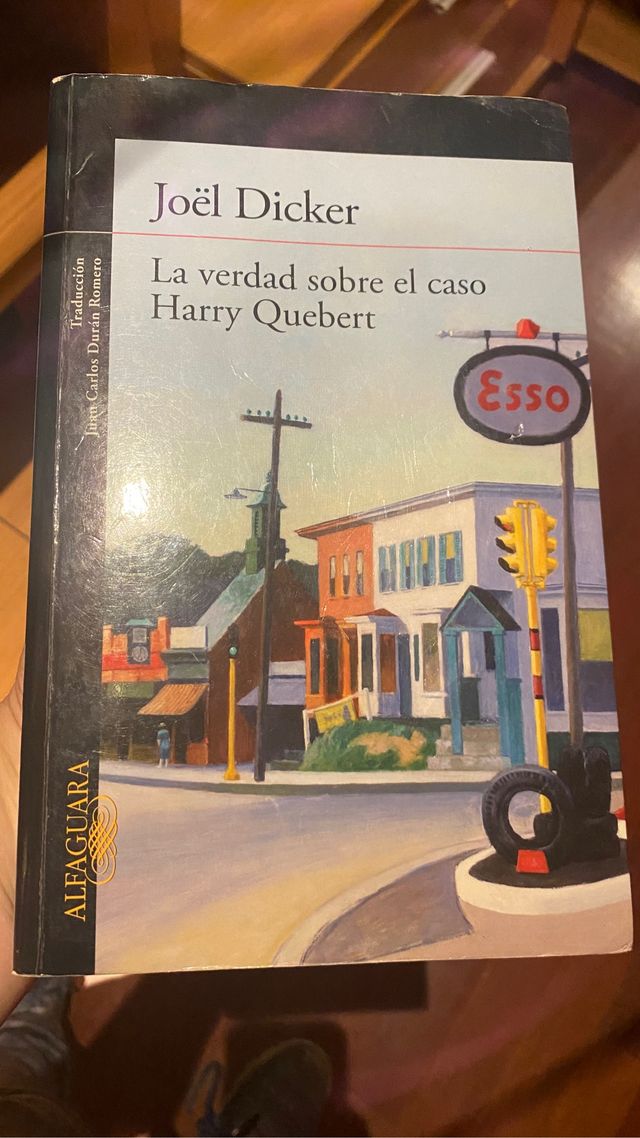 Joël Dicker
La verdad sobre el caso
Harry Quebert
Traducción
Juan Carlos Durán Romero
Esso
ALFAGUARA